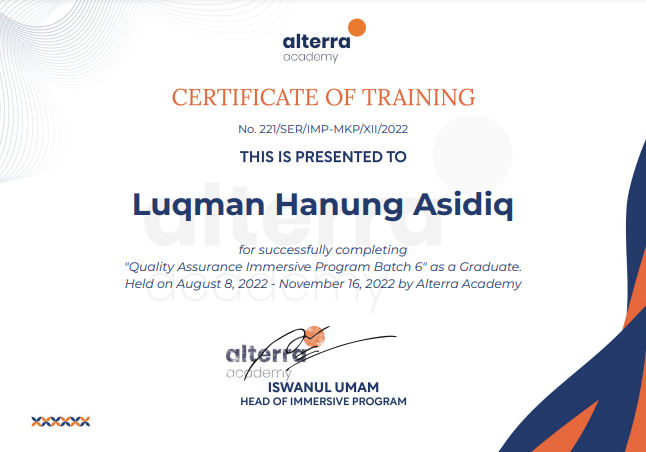 alterra
academy
CERTIFICATE OF TRAINING
No. 221/SER/IMP-MKP/XII/2022
THIS IS PRESENTED TO
Luqman Hanung Asidiq
for successfully completing
"Quality Assurance Immersive Program Batch 6" as a Graduate.
Held on August 8, 2022 - November 16, 2022 by Alterra Academy
alterra
academy
alterra
academy
ISWANUL UMAM
HEAD OF IMMERSIVE PROGRAM